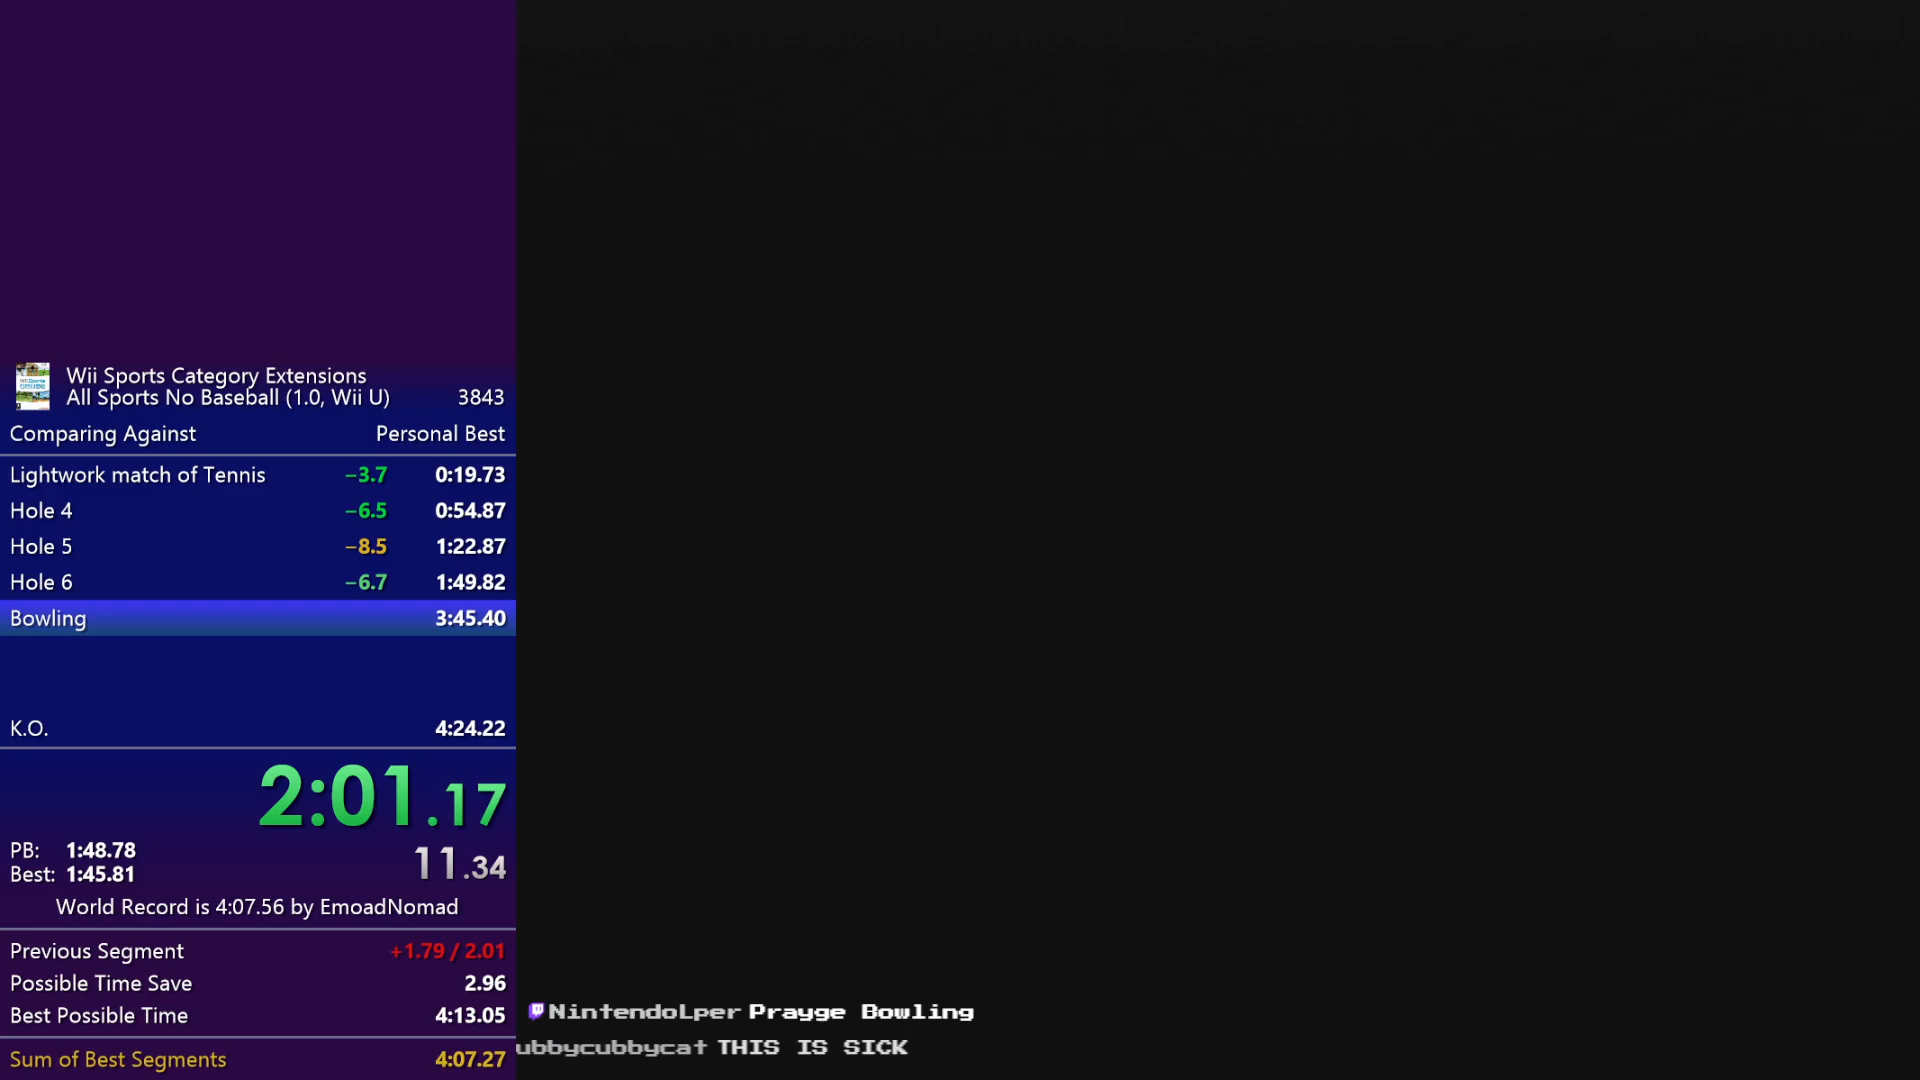 Wii Sports Category Extensions
All Sports No Baseball (1.0, Wii U) 3843
Comparing Against Personal Best
Lightwork match of Tennis −3.7 0:19.73
Hole 4 −6.5 0:54.87
Hole 5 −8.5 1:22.87
Hole 6 −6.7 1:49.82
Bowling 3:45.40
K.O. 4:24.22
2:01.17
PB: 1:48.78
11.34
Best: 1:45.81
World Record is 4:07.56 by EmoadNomad
Previous Segment +1.79 / 2.01
Possible Time Save 2.96
Best Possible Time 4:13.05
Sum of Best Segments 4:07.27
NintendoLper Prayge Bowling
ubbycubbycat THIS IS SICK